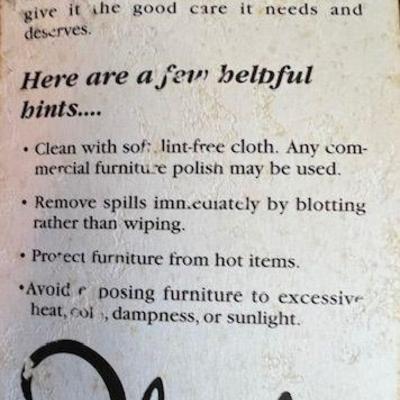 give it the good care it needs and
deserves.
Here are a few helpful
hints....
• Clean with soft lint-free cloth. Any com-
mercial furniture polish may be used.
• Remove spills immediately by blotting
rather than wiping.
• Protect furniture from hot items.
•Avoid exposing furniture to excessive
heat, cold, dampness, or sunlight.